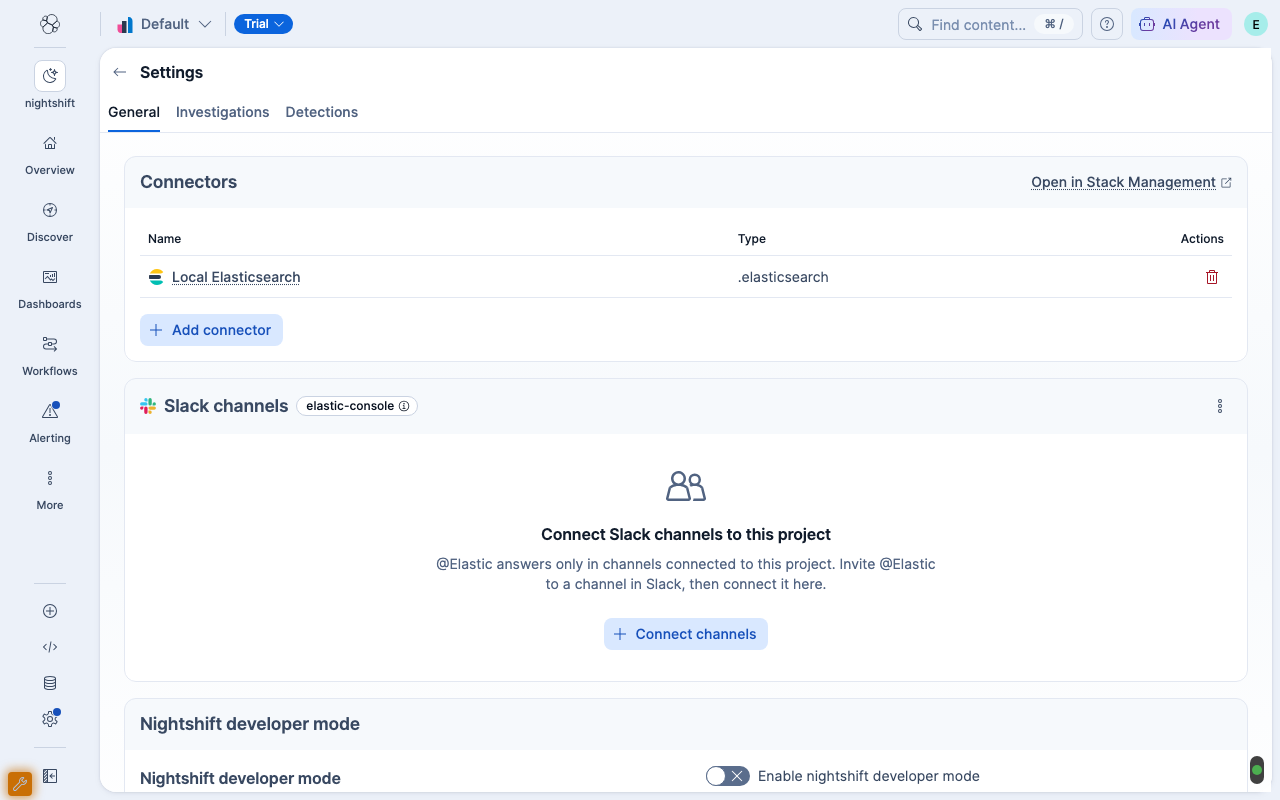 Default
Trial
Find content...
⌘ /
AI Agent
E
nightshift
Overview
Discover
Dashboards
Workflows
Alerting
More
Settings
General
Investigations
Detections
Connectors
Open in Stack Management
Name
Type
Actions
Local Elasticsearch
.elasticsearch
Add connector
Slack channels
elastic-console
Connect Slack channels to this project
@Elastic answers only in channels connected to this project. Invite @Elastic
to a channel in Slack, then connect it here.
Connect channels
Nightshift developer mode
Nightshift developer mode
Enable nightshift developer mode